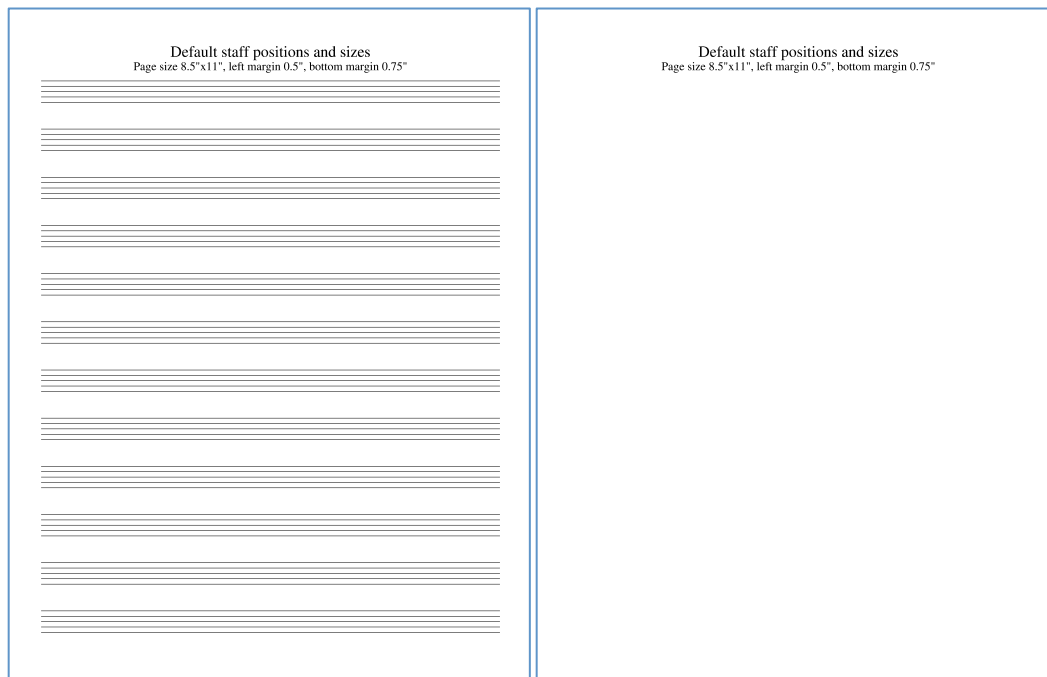 Default staff positions and sizes
Page size 8.5"x11", left margin 0.5", bottom margin 0.75"
Default staff positions and sizes
Page size 8.5"x11", left margin 0.5", bottom margin 0.75"